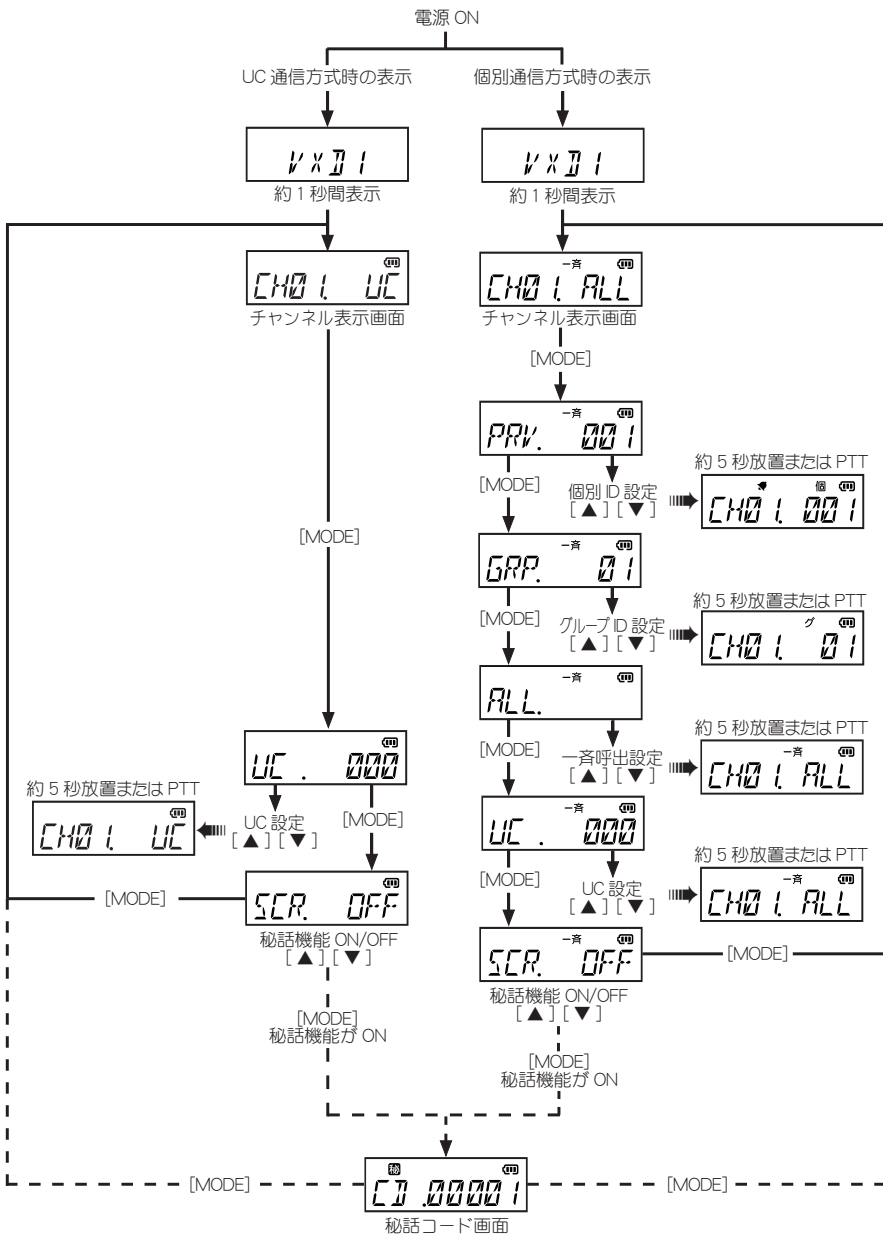 電源 ON
UC 通信方式時の表示
個別通信方式時の表示
VXD1
約 1 秒間表示
VXD1
約 1 秒間表示
CH01. UC
チャンネル表示画面
一斉
CH01. ALL
チャンネル表示画面
[MODE]
一斉
PRV. 001
[MODE]
個別 ID 設定
[ ▲ ] [ ▼ ]
約 5 秒放置または PTT
個
CH01. 001
[MODE]
一斉
GRP. 01
[MODE]
グループ ID 設定
[ ▲ ] [ ▼ ]
約 5 秒放置または PTT
グ
CH01. 01
一斉
ALL.
[MODE]
一斉呼出設定
[ ▲ ] [ ▼ ]
約 5 秒放置または PTT
一斉
CH01. ALL
UC . 000
約 5 秒放置または PTT
CH01. UC
UC 設定
[ ▲ ] [ ▼ ]
[MODE]
一斉
UC . 000
[MODE]
UC 設定
[ ▲ ] [ ▼ ]
約 5 秒放置または PTT
一斉
CH01. ALL
[MODE]
SCR. OFF
秘話機能 ON/OFF
[ ▲ ] [ ▼ ]
一斉
SCR. OFF
[MODE]
秘話機能 ON/OFF
[ ▲ ] [ ▼ ]
[MODE]
秘話機能が ON
[MODE]
秘話機能が ON
[MODE]
秘
CD .00001
[MODE]
秘話コード画面